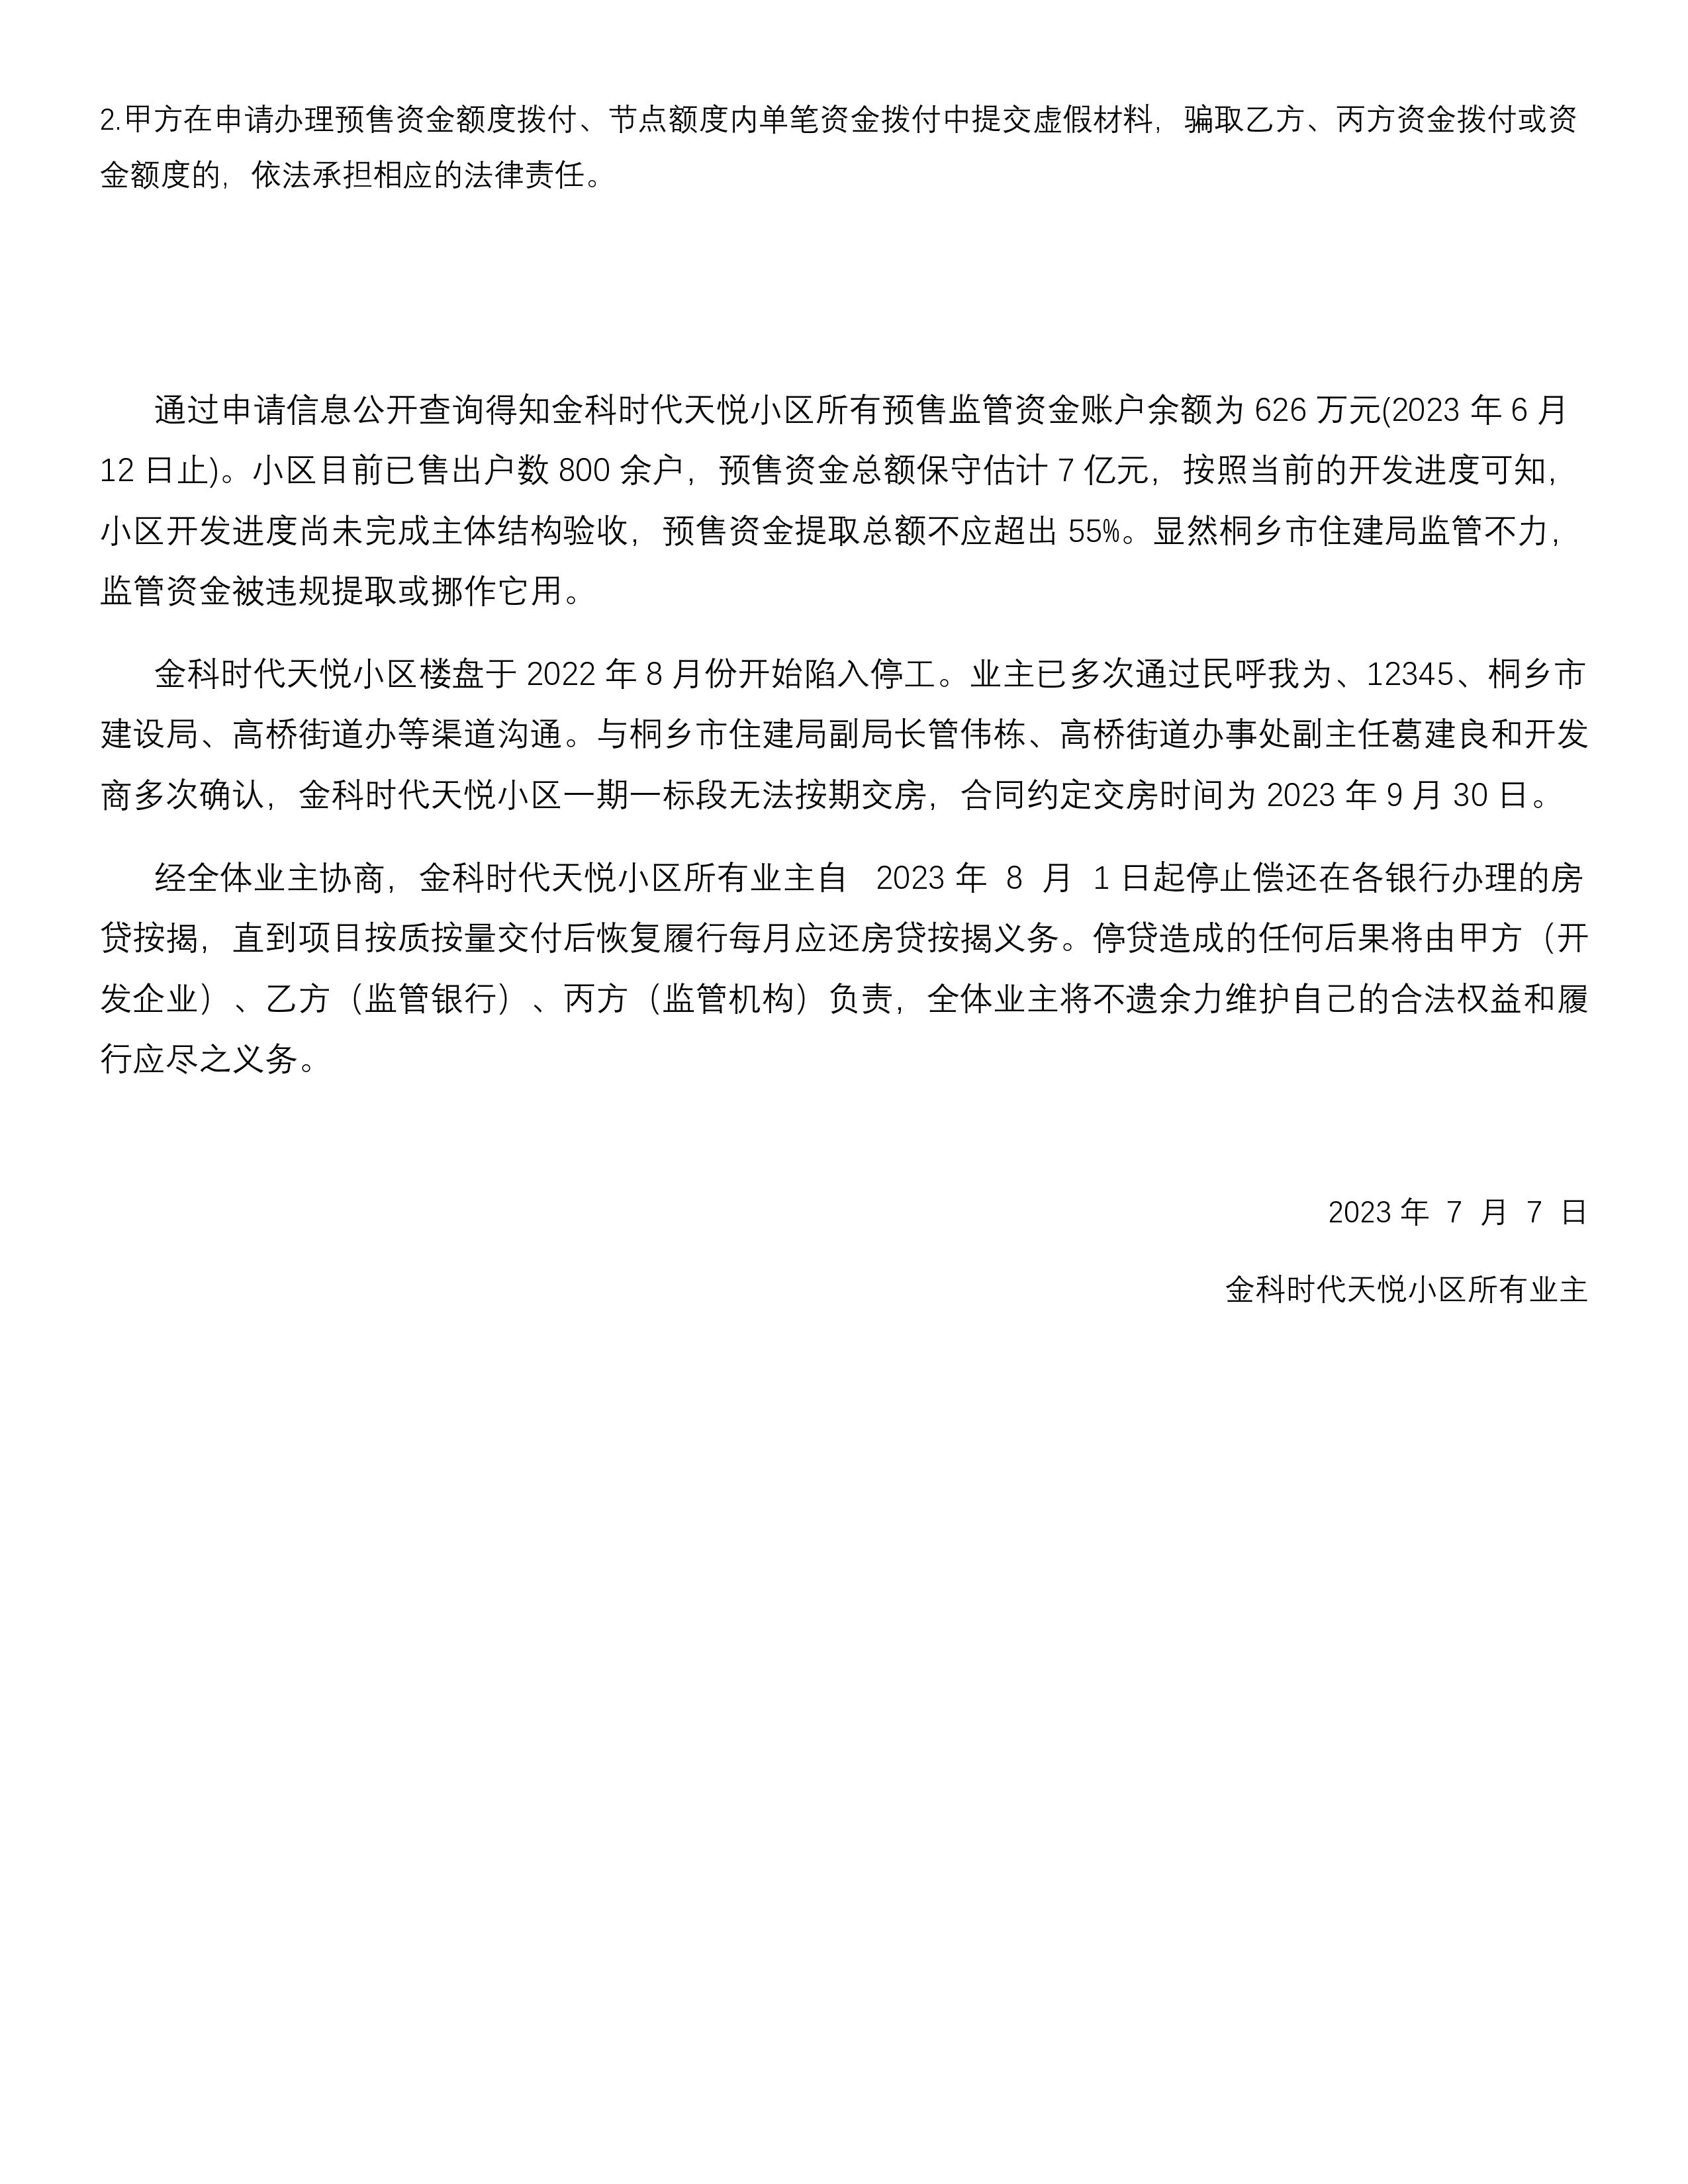 2.甲方在申请办理预售资金额度拨付、节点额度内单笔资金拨付中提交虚假材料，骗取乙方、丙方资金拨付或资
金额度的，依法承担相应的法律责任。
通过申请信息公开查询得知金科时代天悦小区所有预售监管资金账户余额为 626 万元(2023 年 6 月
12 日止)。小区目前已售出户数 800 余户，预售资金总额保守估计 7 亿元，按照当前的开发进度可知，
小区开发进度尚未完成主体结构验收，预售资金提取总额不应超出 55%。显然桐乡市住建局监管不力，
监管资金被违规提取或挪作它用。
金科时代天悦小区楼盘于 2022 年 8 月份开始陷入停工。业主已多次通过民呼我为、12345、桐乡市
建设局、高桥街道办等渠道沟通。与桐乡市住建局副局长管伟栋、高桥街道办事处副主任葛建良和开发
商多次确认，金科时代天悦小区一期一标段无法按期交房，合同约定交房时间为 2023 年 9 月 30 日。
经全体业主协商，金科时代天悦小区所有业主自 2023 年 8 月 1 日起停止偿还在各银行办理的房
贷按揭，直到项目按质按量交付后恢复履行每月应还房贷按揭义务。停贷造成的任何后果将由甲方（开
发企业）、乙方（监管银行）、丙方（监管机构）负责，全体业主将不遗余力维护自己的合法权益和履
行应尽之义务。
2023 年 7 月 7 日
金科时代天悦小区所有业主